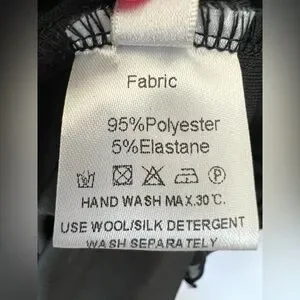 Fabric
95%Polyester
5%Elastane
HAND WASH MAX.30℃.
USE WOOL/SILK DETERGENT
WASH SEPARATELY